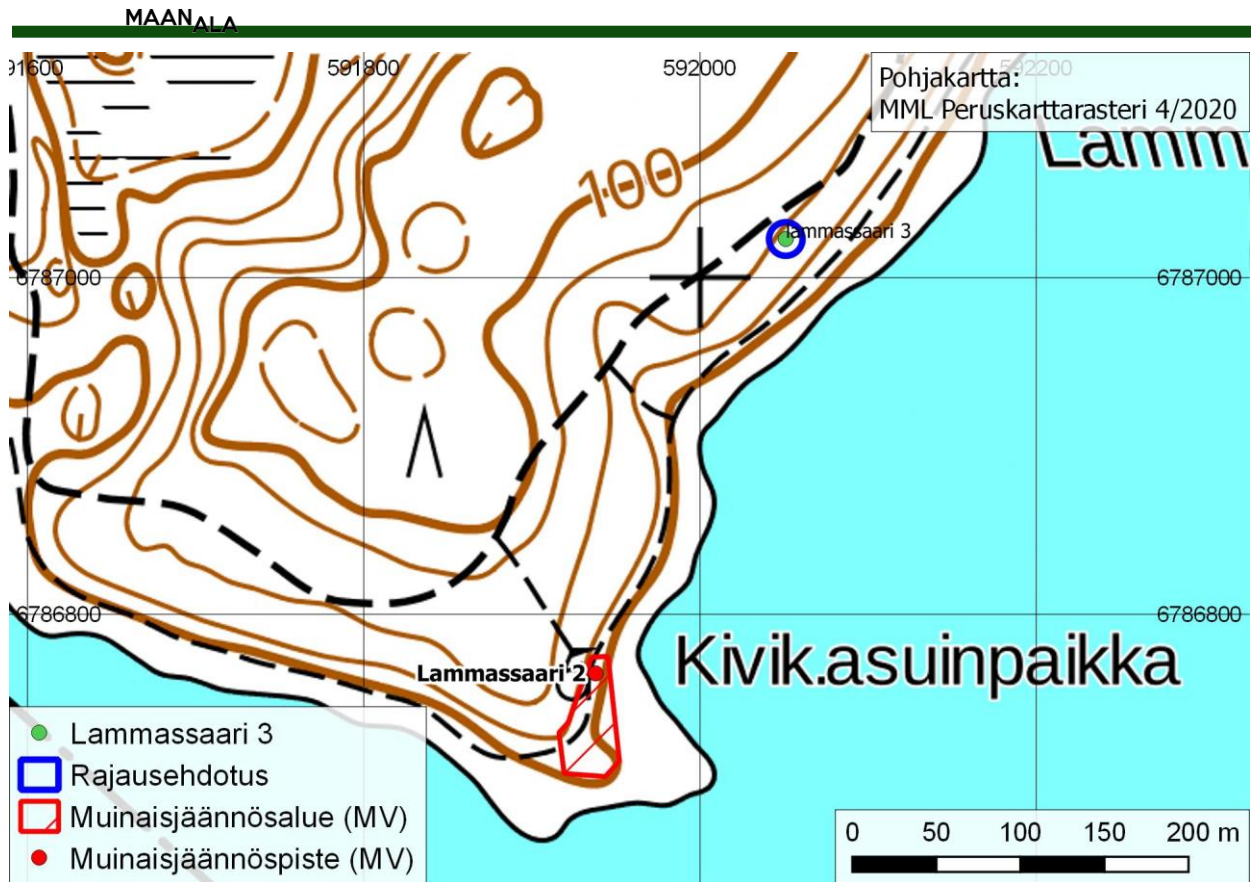 MAANALA
91600
591800
592000
592200
Pohjakartta:
MML Peruskarttarasteri 4/2020
Lamm
100
lammassaari 3
6787000
6787000
6786800
6786800
Kivik.asuinpaikka
Lammassaari 2
Lammassaari 3
Rajausehdotus
Muinaisjäännösalue (MV)
Muinaisjäännöspiste (MV)
0 50 100 150 200 m